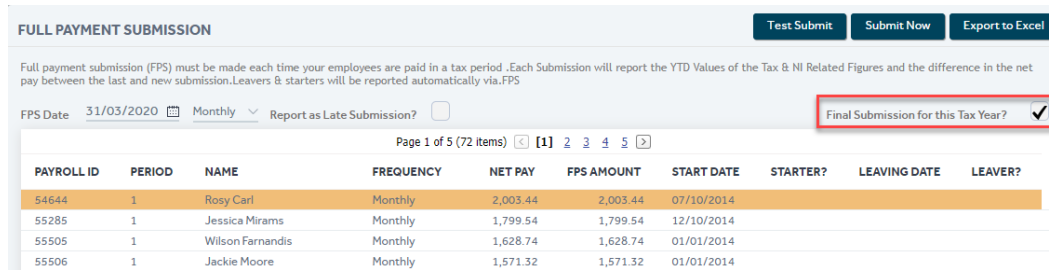 FULL PAYMENT SUBMISSION
Test Submit Submit Now Export to Excel
Full payment submission (FPS) must be made each time your employees are paid in a tax period .Each Submission will report the YTD Values of the Tax & NI Related Figures and the difference in the net
pay between the last and new submission.Leavers & starters will be reported automatically via.FPS
FPS Date 31/03/2020 Monthly Report as Late Submission? Final Submission for this Tax Year?
Page 1 of 5 (72 items) < [1] 2 3 4 5 >
PAYROLL ID PERIOD NAME FREQUENCY NET PAY FPS AMOUNT START DATE STARTER? LEAVING DATE LEAVER?
54644 1 Rosy Carl Monthly 2,003.44 2,003.44 07/10/2014
55285 1 Jessica Mirams Monthly 1,799.54 1,799.54 12/10/2014
55505 1 Wilson Farnandis Monthly 1,628.74 1,628.74 01/01/2014
55506 1 Jackie Moore Monthly 1,571.32 1,571.32 01/01/2014